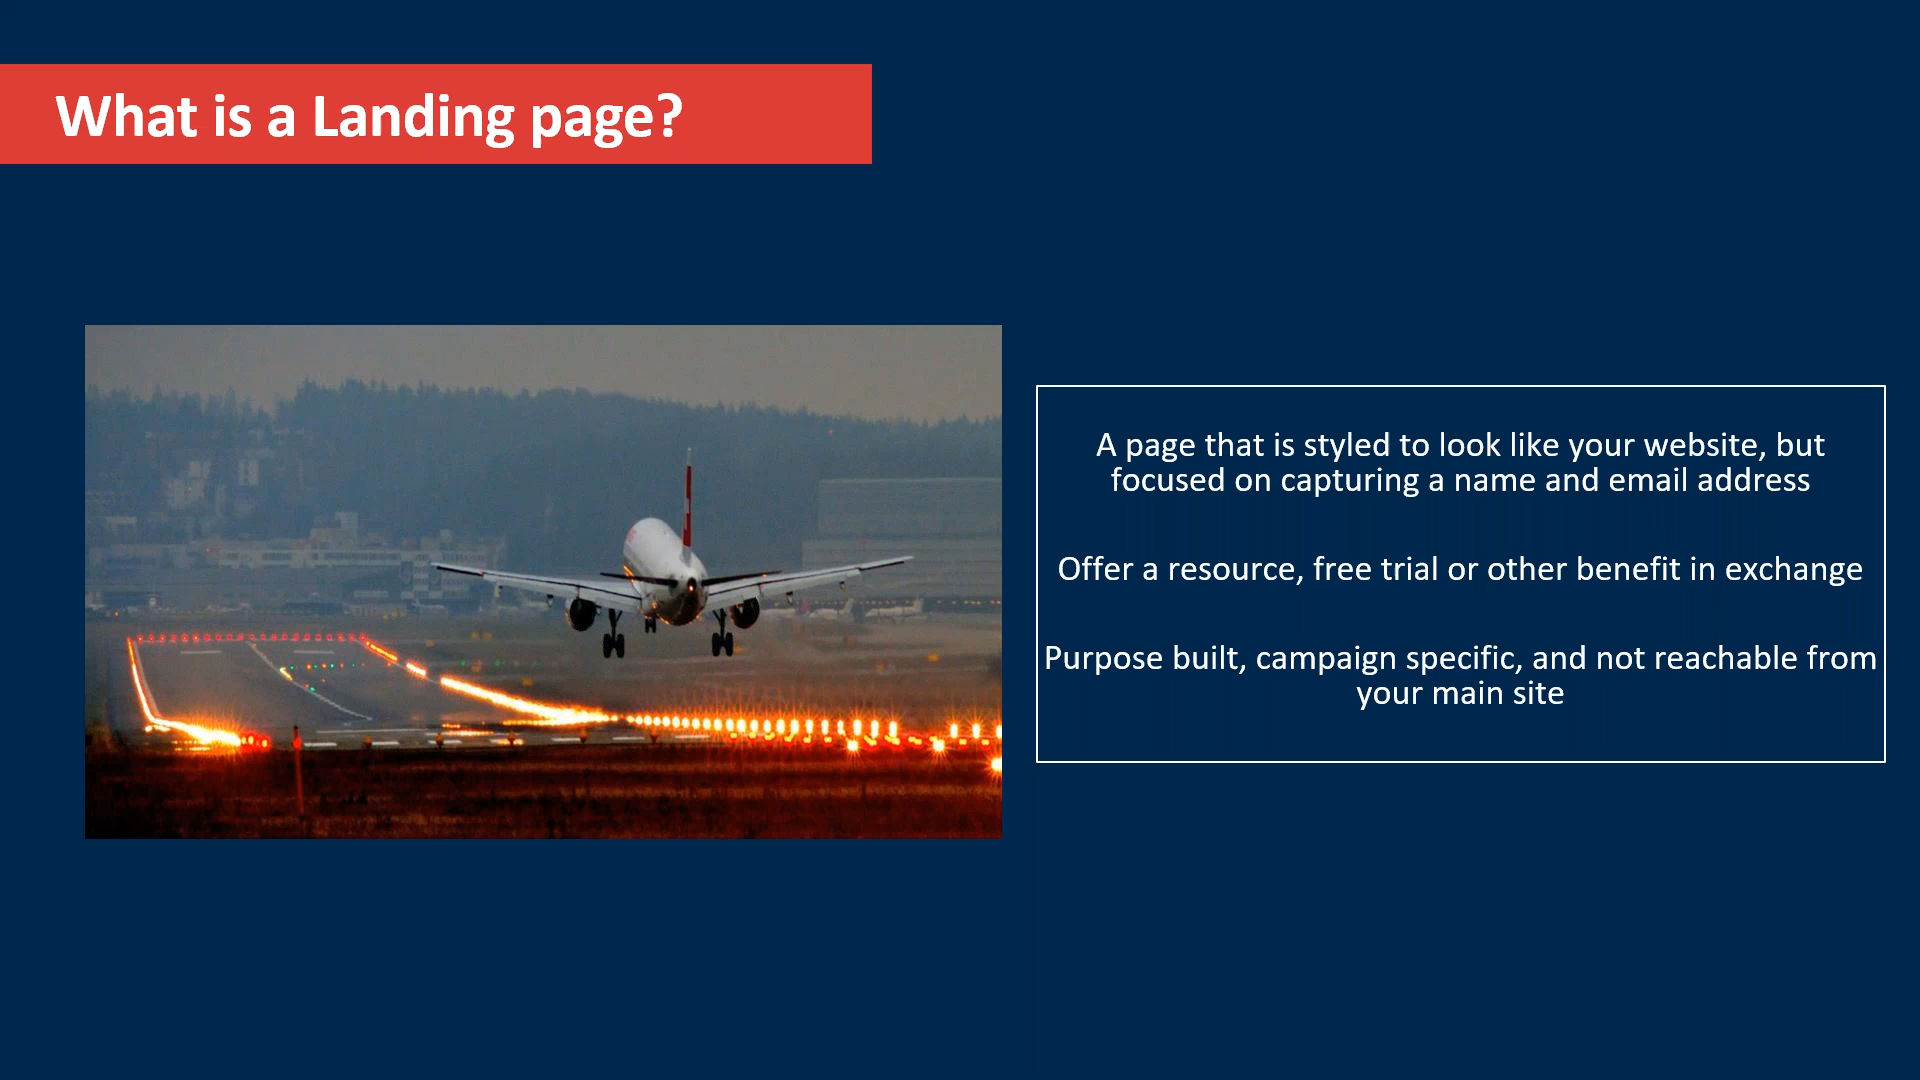 What is a Landing page?
A page that is styled to look like your website, but
focused on capturing a name and email address
Offer a resource, free trial or other benefit in exchange
Purpose built, campaign specific, and not reachable from
your main site